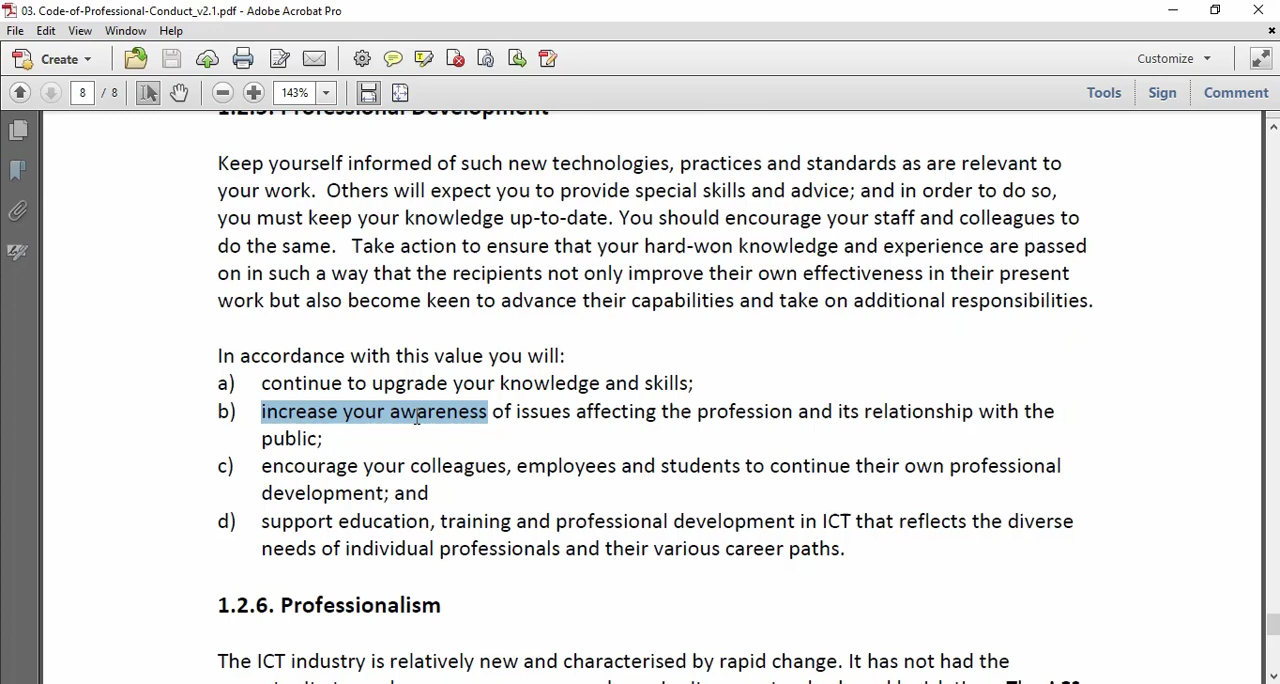 03. Code-of-Professional-Conduct_v2.1.pdf - Adobe Acrobat Pro
File Edit View Window Help
Create Customize
8 / 8 143% Tools Sign Comment
1.2.5. Professional Development
Keep yourself informed of such new technologies, practices and standards as are relevant to
your work. Others will expect you to provide special skills and advice; and in order to do so,
you must keep your knowledge up-to-date. You should encourage your staff and colleagues to
do the same. Take action to ensure that your hard-won knowledge and experience are passed
on in such a way that the recipients not only improve their own effectiveness in their present
work but also become keen to advance their capabilities and take on additional responsibilities.
In accordance with this value you will:
a) continue to upgrade your knowledge and skills;
b) increase your awareness of issues affecting the profession and its relationship with the
public;
c) encourage your colleagues, employees and students to continue their own professional
development; and
d) support education, training and professional development in ICT that reflects the diverse
needs of individual professionals and their various career paths.
1.2.6. Professionalism
The ICT industry is relatively new and characterised by rapid change. It has not had the